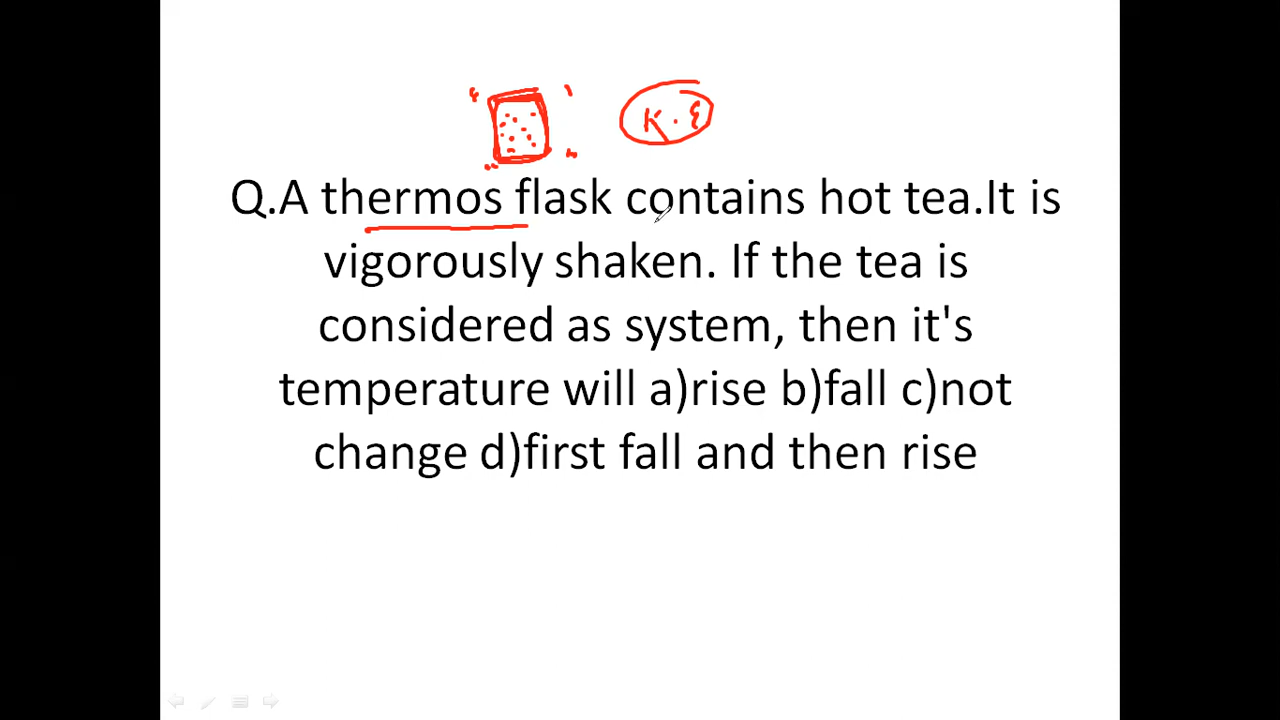 K.E
Q.A thermos flask contains hot tea.It is
vigorously shaken. If the tea is
considered as system, then it's
temperature will a)rise b)fall c)not
change d)first fall and then rise